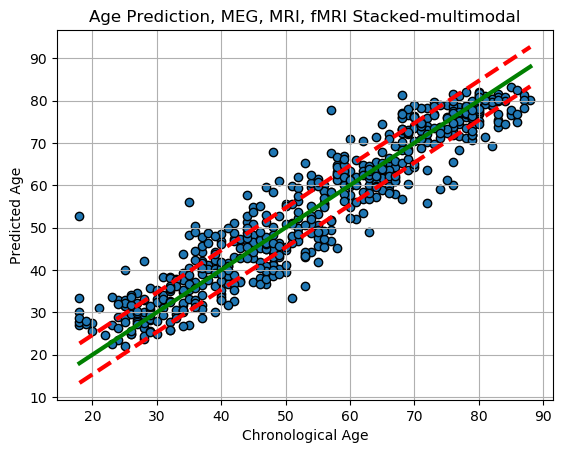 Age Prediction, MEG, MRI, fMRI Stacked-multimodal
90
80
70
60
50
40
30
20
10
Predicted Age
20 30 40 50 60 70 80 90
Chronological Age